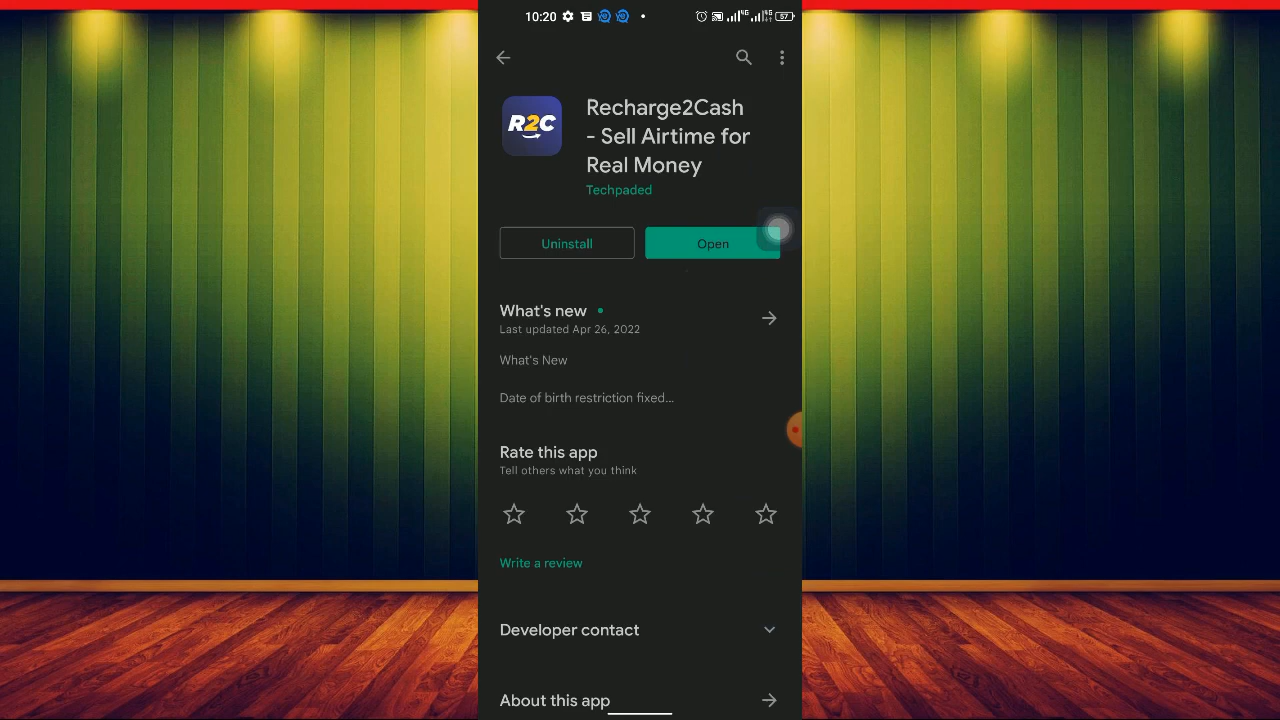 10:20
4G
57
R2C
Recharge2Cash
- Sell Airtime for
Real Money
Techpaded
Uninstall
Open
What's new
Last updated Apr 26, 2022
What's New
Date of birth restriction fixed...
Rate this app
Tell others what you think
Write a review
Developer contact
About this app